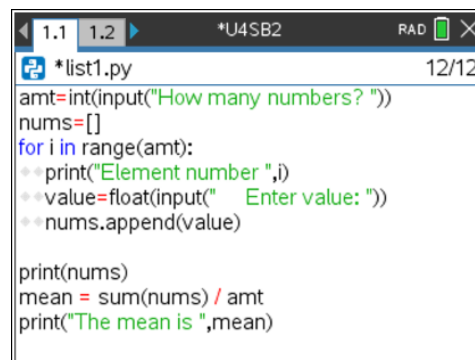 1.1 1.2 *U4SB2 RAD
*list1.py 12/12
amt=int(input("How many numbers? "))
nums=[]
for i in range(amt):
print("Element number ",i)
value=float(input("     Enter value: "))
nums.append(value)
print(nums)
mean = sum(nums) / amt
print("The mean is ",mean)